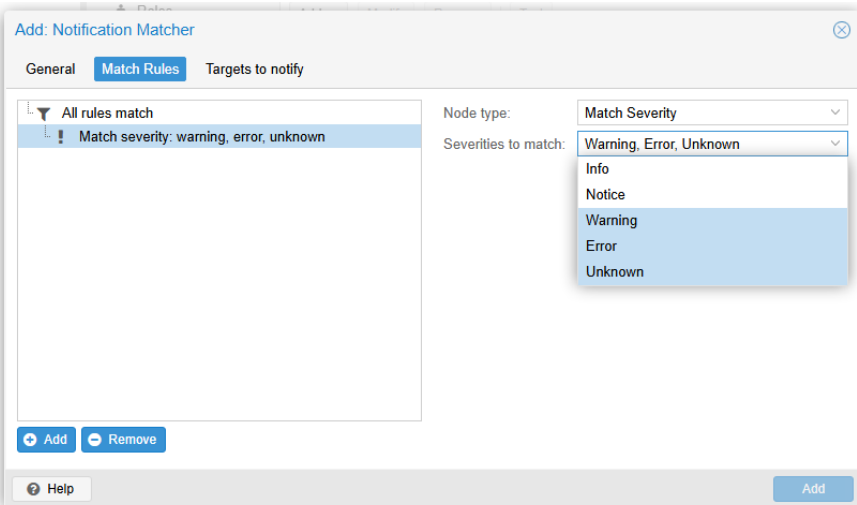 Add: Notification Matcher
General Match Rules Targets to notify
All rules match
Match severity: warning, error, unknown
Node type: Match Severity
Severities to match: Warning, Error, Unknown
Info
Notice
Warning
Error
Unknown
Add Remove
Help Add